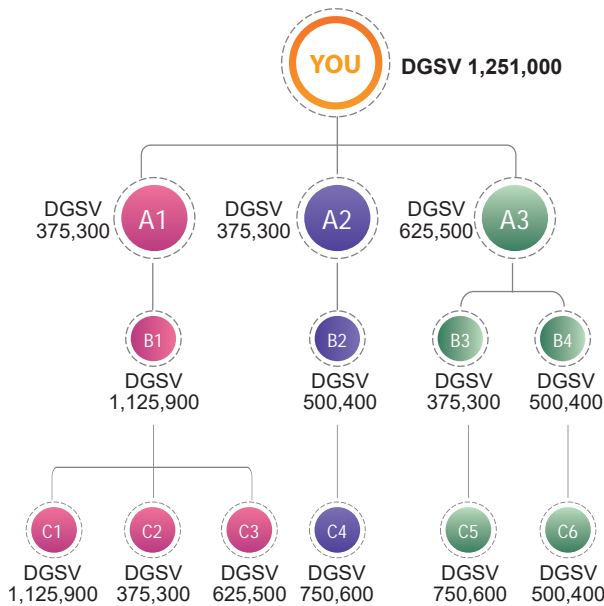 YOU
DGSV 1,251,000
DGSV
375,300
A1
DGSV
375,300
A2
DGSV
625,500
A3
B1
B2
B3
B4
DGSV
1,125,900
DGSV
500,400
DGSV
375,300
DGSV
500,400
C1
C2
C3
C4
C5
C6
DGSV
1,125,900
DGSV
375,300
DGSV
625,500
DGSV
750,600
DGSV
750,600
DGSV
500,400